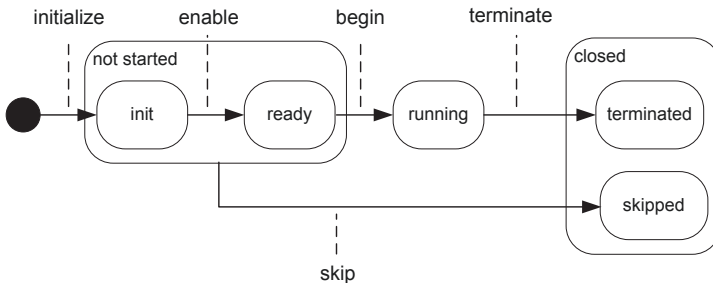 initialize
enable
begin
terminate
not started
closed
init
ready
running
terminated
skipped
skip